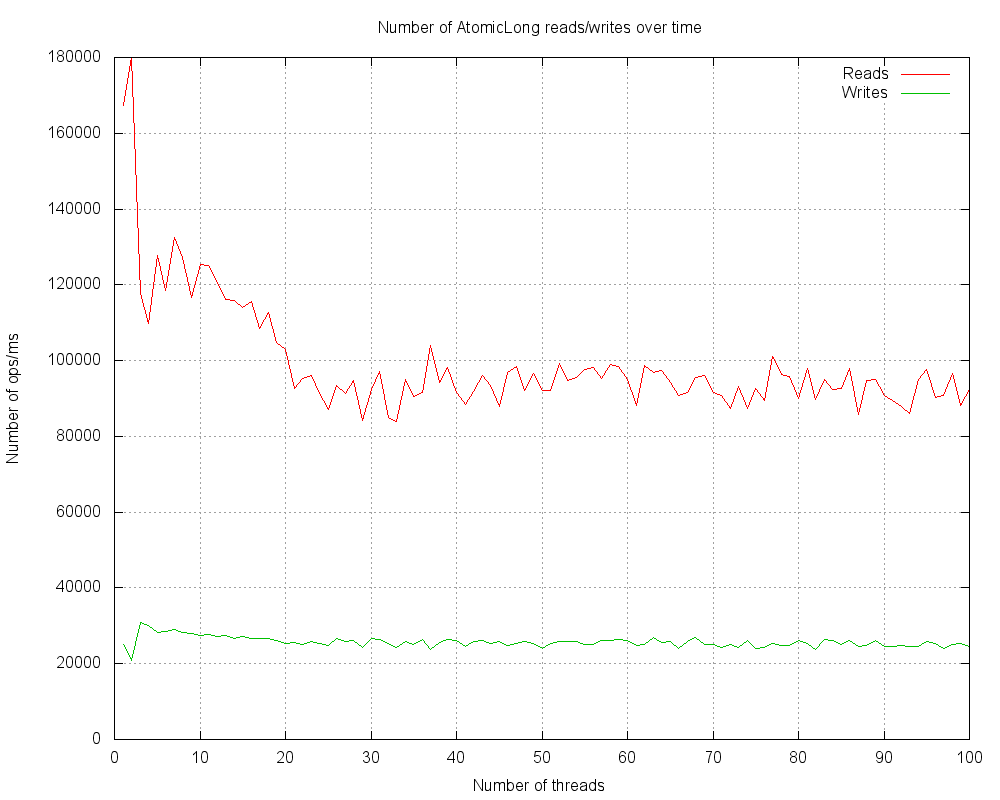 Number of AtomicLong reads/writes over time
Reads
Writes
180000
160000
140000
120000
100000
80000
60000
40000
20000
0
Number of ops/ms
0 10 20 30 40 50 60 70 80 90 100
Number of threads